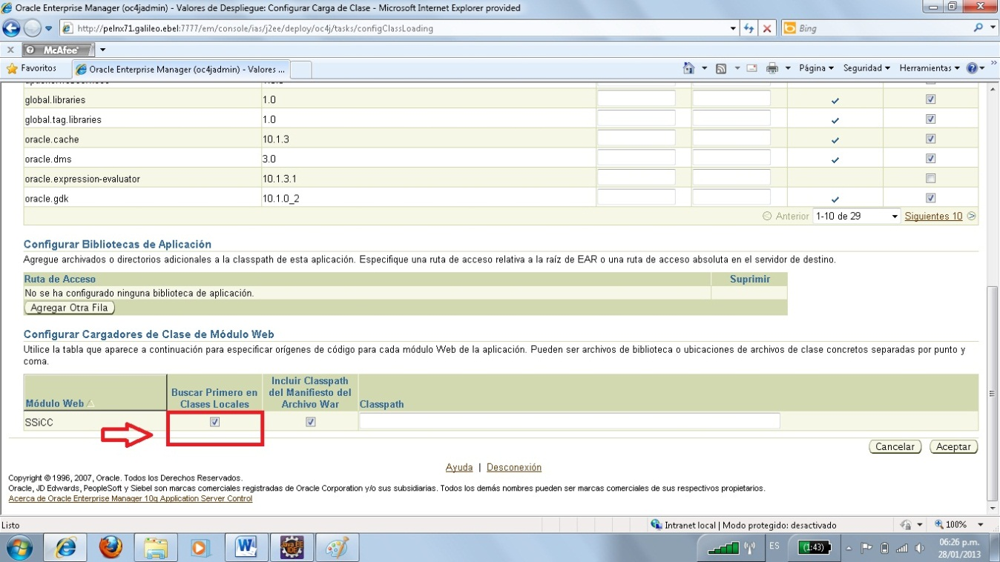 Oracle Enterprise Manager (oc4jadmin) - Valores de Despliegue: Configurar Carga de Clase - Microsoft Internet Explorer provided
http://pelnx71.galileo.ebel:7777/em/console/ias/j2ee/deploy/oc4j/tasks/configClassLoading
Bing
X McAfee
Favoritos Oracle Enterprise Manager (oc4jadmin) - Valores ... Página Seguridad Herramientas
global.libraries 1.0
global.tag.libraries 1.0
oracle.cache 10.1.3
oracle.dms 3.0
oracle.expression-evaluator 10.1.3.1
oracle.gdk 10.1.0_2
Anterior 1-10 de 29 Siguientes 10
Configurar Bibliotecas de Aplicación
Agregue archivados o directorios adicionales a la classpath de esta aplicación. Especifique una ruta de acceso relativa a la raíz de EAR o una ruta de acceso absoluta en el servidor de destino.
Ruta de Acceso Suprimir
No se ha configurado ninguna biblioteca de aplicación.
Agregar Otra Fila
Configurar Cargadores de Clase de Módulo Web
Utilice la tabla que aparece a continuación para especificar orígenes de código para cada módulo Web de la aplicación. Pueden ser archivos de biblioteca o ubicaciones de archivos de clase concretos separadas por punto y
coma.
Módulo Web
Buscar Primero en
Clases Locales
Incluir Classpath
del Manifiesto del
Archivo War
Classpath
SSiCC
Cancelar Aceptar
Ayuda | Desconexión
Copyright © 1996, 2007, Oracle. Todos los Derechos Reservados.
Oracle, JD Edwards, PeopleSoft y Siebel son marcas comerciales registradas de Oracle Corporation y/o sus subsidiarias. Todos los demás nombres pueden ser marcas comerciales de sus respectivos propietarios.
Acerca de Oracle Enterprise Manager 10g Application Server Control
Listo Intranet local | Modo protegido: desactivado 100%
Java EE
IDE
ES (1:43) 06:26 p.m.
28/01/2013